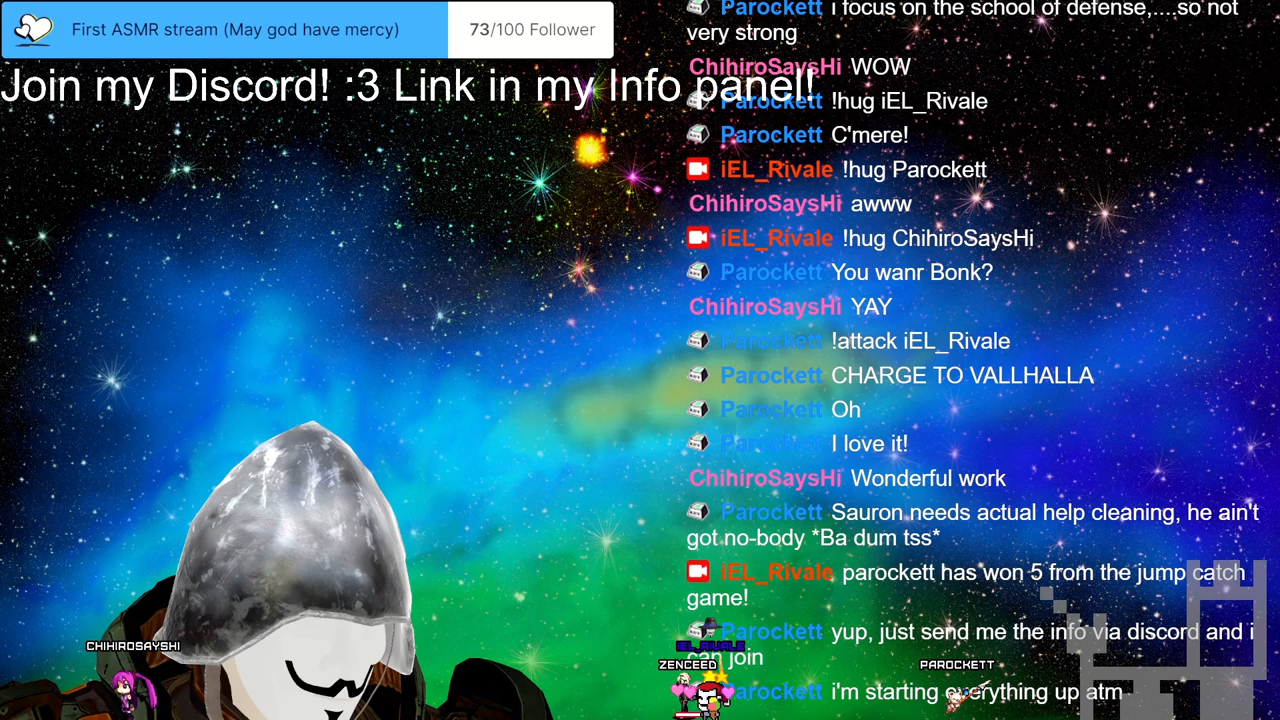 First ASMR stream (May god have mercy)
73/100 Follower
Join my Discord! :3 Link in my Info panel!
Parockett i focus on the school of defense,....so not
very strong
ChihiroSaysHi WOW
Parockett !hug iEL_Rivale
Parockett C'mere!
iEL_Rivale !hug Parockett
ChihiroSaysHi awww
iEL_Rivale !hug ChihiroSaysHi
Parockett You wanr Bonk?
ChihiroSaysHi YAY
Parockett !attack iEL_Rivale
Parockett CHARGE TO VALLHALLA
Parockett Oh
Parockett I love it!
ChihiroSaysHi Wonderful work
Parockett Sauron needs actual help cleaning, he ain't
got no-body *Ba dum tss*
iEL_Rivale parockett has won 5 from the jump catch
game!
Parockett yup, just send me the info via discord and i
can join
Parockett i'm starting everything up atm
CHIHIROSAYSHI
IEL_RIVALE
ZENCEED
PAROCKETT